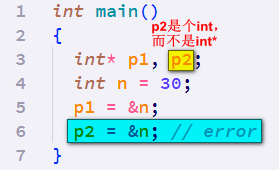 1 int main()
p2是个int,
而不是int*
2 {
3 int* p1, p2;
4 int n = 30;
5 p1 = &n;
6 p2 = &n; // error
7 }